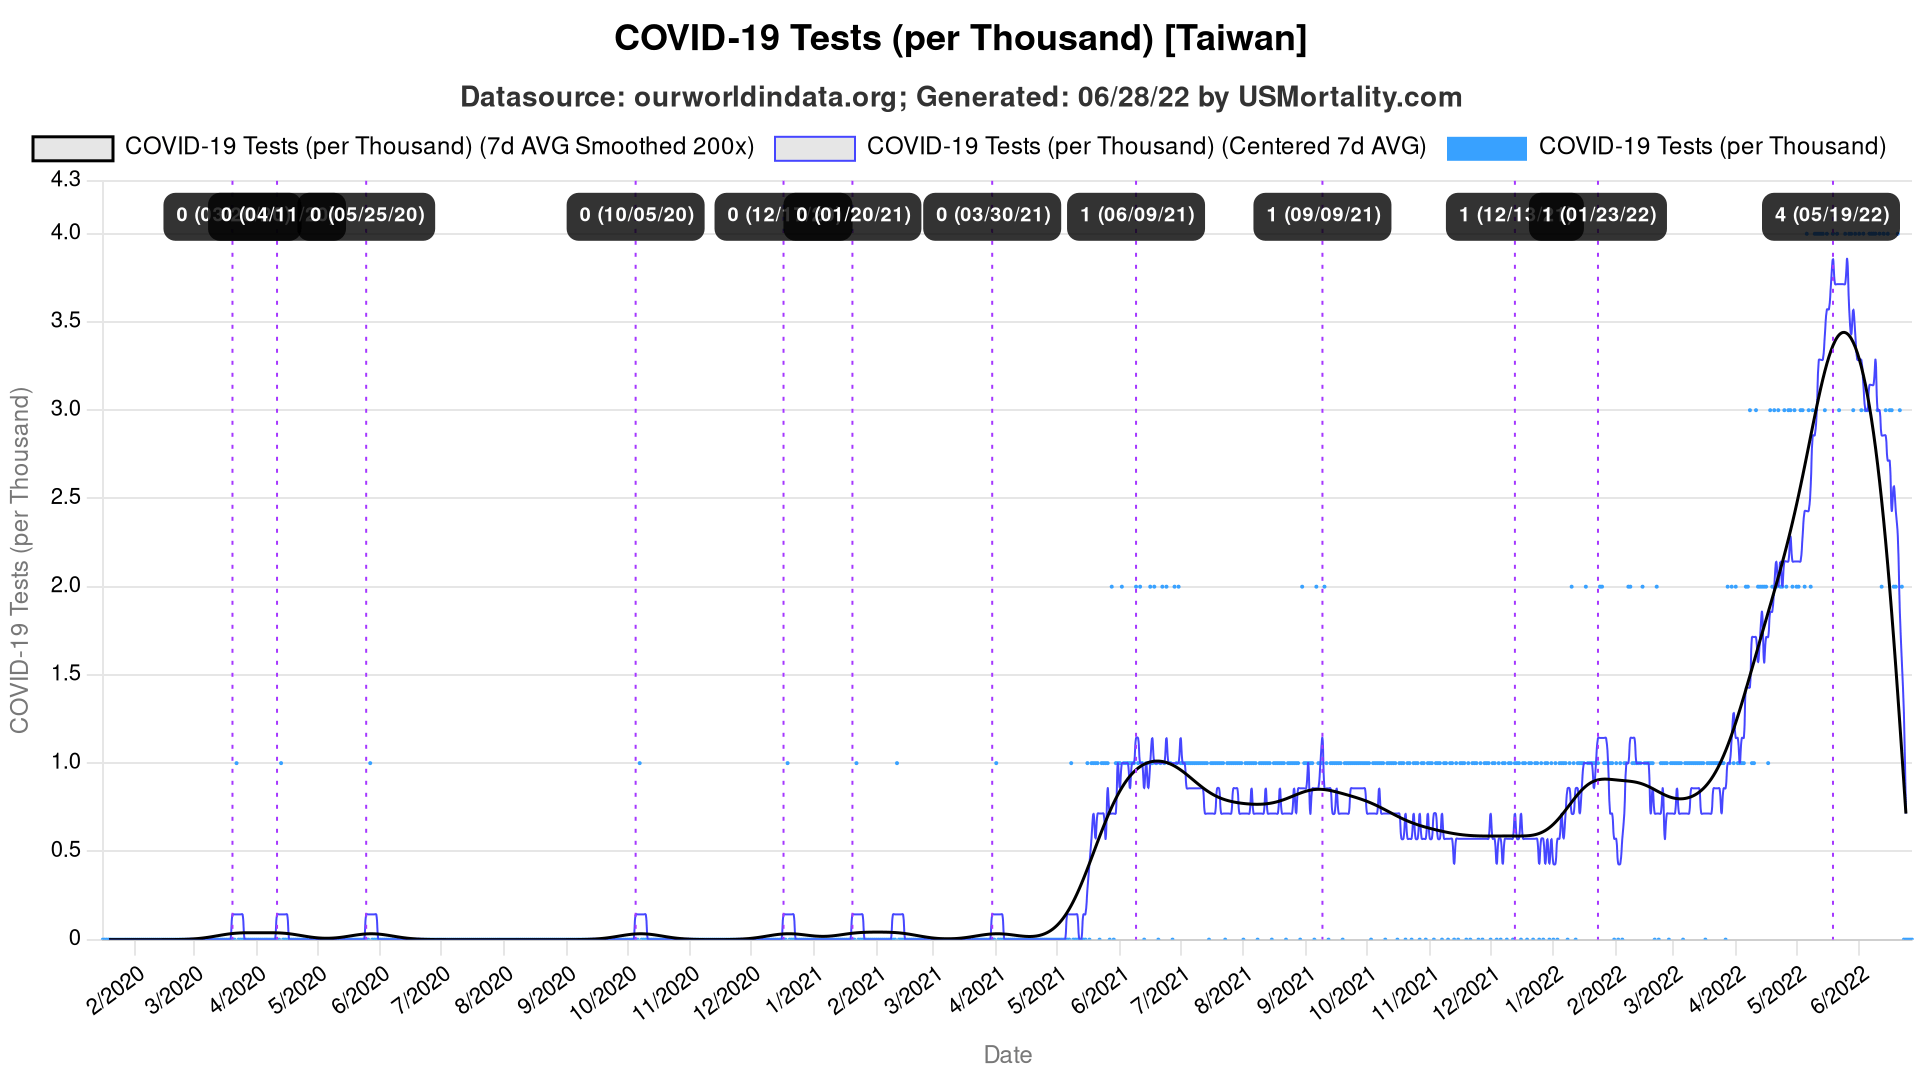 COVID-19 Tests (per Thousand) [Taiwan]
Datasource: ourworldindata.org; Generated: 06/28/22 by USMortality.com
COVID-19 Tests (per Thousand) (7d AVG Smoothed 200x) COVID-19 Tests (per Thousand) (Centered 7d AVG) COVID-19 Tests (per Thousand)
0 (04/11 0 (05/25/20) 0 (10/05/20) 0 (12/ 0 (01/20/21) 0 (03/30/21) 1 (06/09/21) 1 (09/09/21) 1 (12/13 1 (01/23/22) 4 (05/19/22)
4.3
4.0
3.5
3.0
2.5
2.0
1.5
1.0
0.5
0
COVID-19 Tests (per Thousand)
2/2020 3/2020 4/2020 5/2020 6/2020 7/2020 8/2020 9/2020 10/2020 11/2020 12/2020 1/2021 2/2021 3/2021 4/2021 5/2021 6/2021 7/2021 8/2021 9/2021 10/2021 11/2021 12/2021 1/2022 2/2022 3/2022 4/2022 5/2022 6/2022
Date